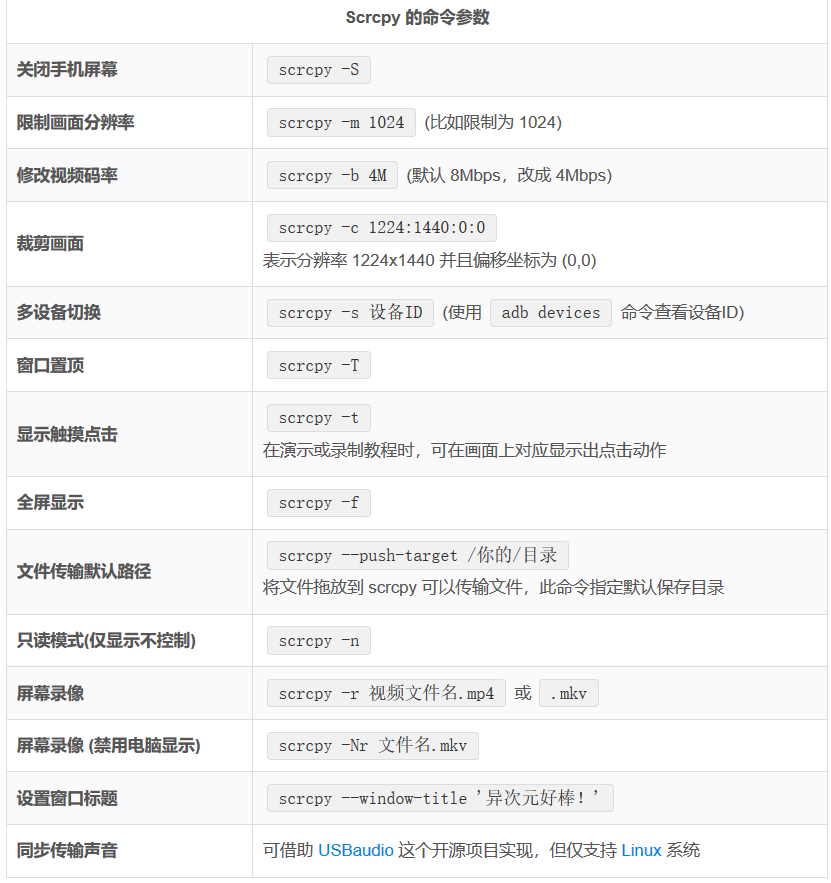 Scrcpy 的命令参数
关闭手机屏幕 scrcpy -S
限制画面分辨率 scrcpy -m 1024 (比如限制为 1024)
修改视频码率 scrcpy -b 4M (默认 8Mbps，改成 4Mbps)
裁剪画面 scrcpy -c 1224:1440:0:0
表示分辨率 1224x1440 并且偏移坐标为 (0,0)
多设备切换 scrcpy -s 设备ID (使用 adb devices 命令查看设备ID)
窗口置顶 scrcpy -T
显示触摸点击 scrcpy -t
在演示或录制教程时，可在画面上对应显示出点击动作
全屏显示 scrcpy -f
文件传输默认路径 scrcpy --push-target /你的/目录
将文件拖放到 scrcpy 可以传输文件，此命令指定默认保存目录
只读模式(仅显示不控制) scrcpy -n
屏幕录像 scrcpy -r 视频文件名.mp4 或 .mkv
屏幕录像 (禁用电脑显示) scrcpy -Nr 文件名.mkv
设置窗口标题 scrcpy --window-title '异次元好棒！'
同步传输声音 可借助 USBaudio 这个开源项目实现，但仅支持 Linux 系统